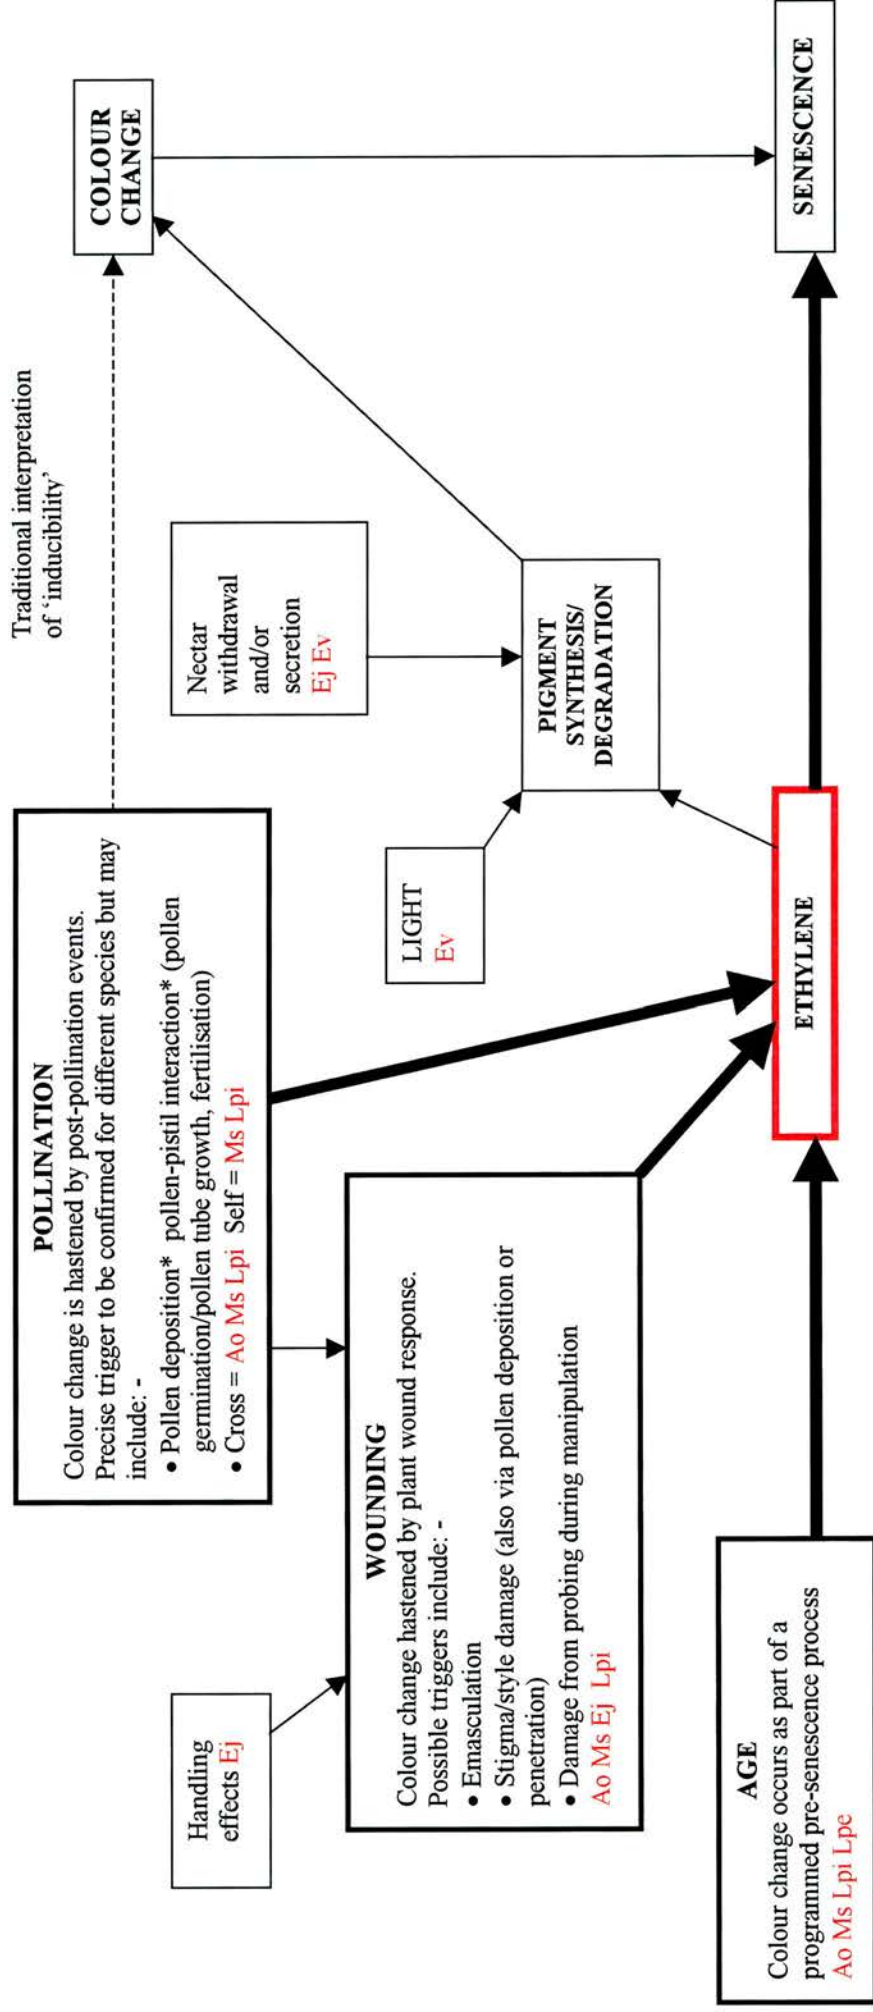 Traditional interpretation
of ‘inducibility’
POLLINATION
Colour change is hastened by post-pollination events.
Precise trigger to be confirmed for different species but may
include: -
• Pollen deposition* pollen-pistil interaction* (pollen
germination/pollen tube growth, fertilisation)
• Cross = Ao Ms Lpi Self = Ms Lpi
COLOUR
CHANGE
Nectar
withdrawal
and/or
secretion
Ej Ev
Handling
effects Ej
WOUNDING
Colour change hastened by plant wound response.
Possible triggers include: -
• Emasculation
• Stigma/style damage (also via pollen deposition or
penetration)
• Damage from probing during manipulation
Ao Ms Ej Lpi
LIGHT
Ev
PIGMENT
SYNTHESIS/
DEGRADATION
AGE
Colour change occurs as part of a
programmed pre-senescence process
Ao Ms Lpi Lpe
ETHYLENE
SENESCENCE